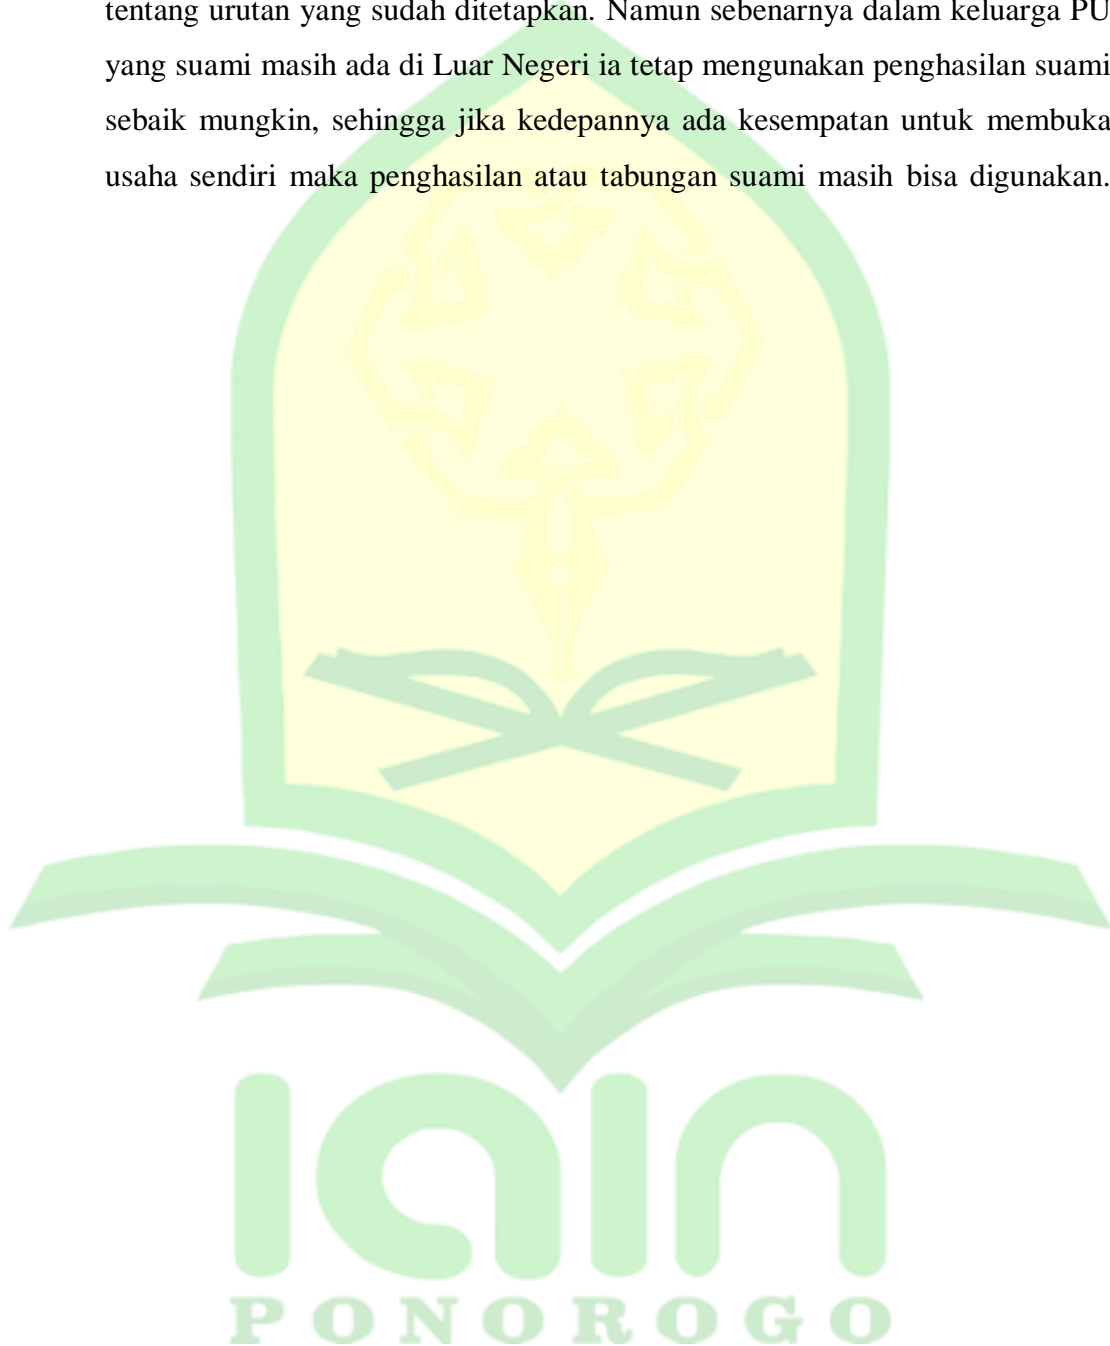 tentang urutan yang sudah ditetapkan. Namun sebenarnya dalam keluarga PU
yang suami masih ada di Luar Negeri ia tetap mengunakan penghasilan suami
sebaik mungkin, sehingga jika kedepannya ada kesempatan untuk membuka
usaha sendiri maka penghasilan atau tabungan suami masih bisa digunakan.
iain
PONOROGO